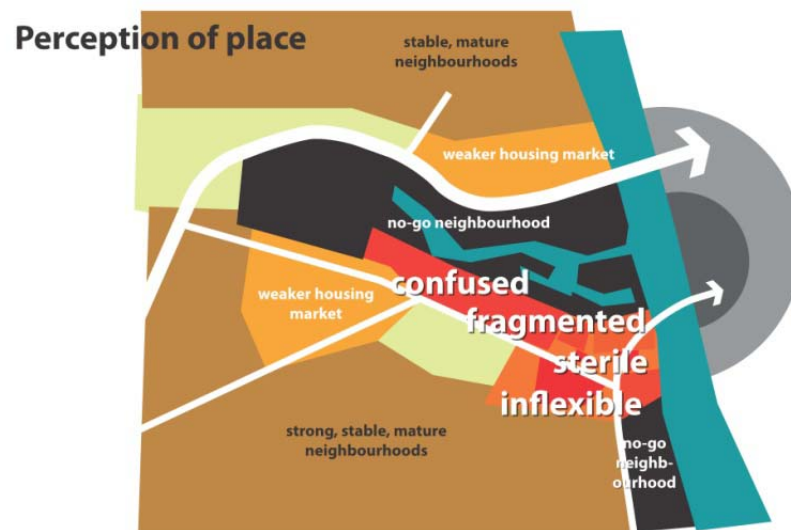 Perception of place
stable, mature
neighbourhoods
weaker housing market
no-go neighbourhood
confused
weaker housing
market
fragmented
sterile
inflexible
strong, stable, mature
neighbourhoods
no-go
neighb-
ourhood